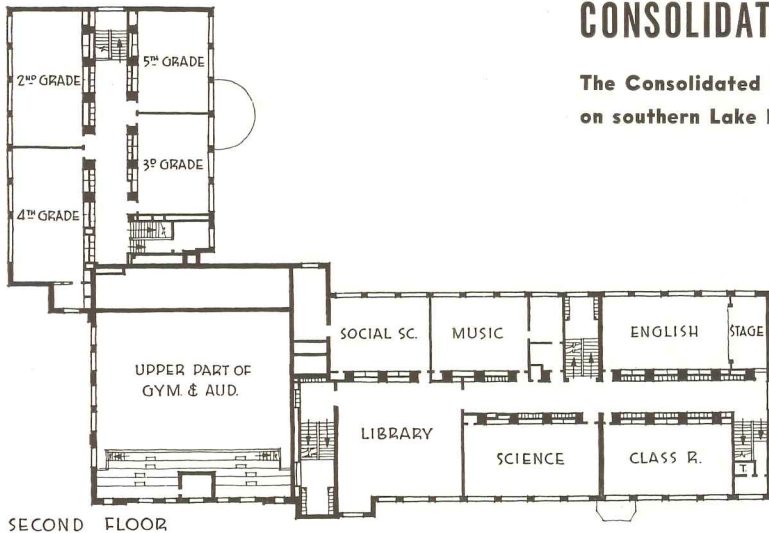 CONSOLIDAT
The Consolidated
on southern Lake
2ND GRADE
5TH GRADE
3D GRADE
4TH GRADE
SOCIAL SC.
MUSIC
ENGLISH
STAGE
UPPER PART OF
GYM. & AUD.
LIBRARY
SCIENCE
CLASS R.
T.
SECOND FLOOR